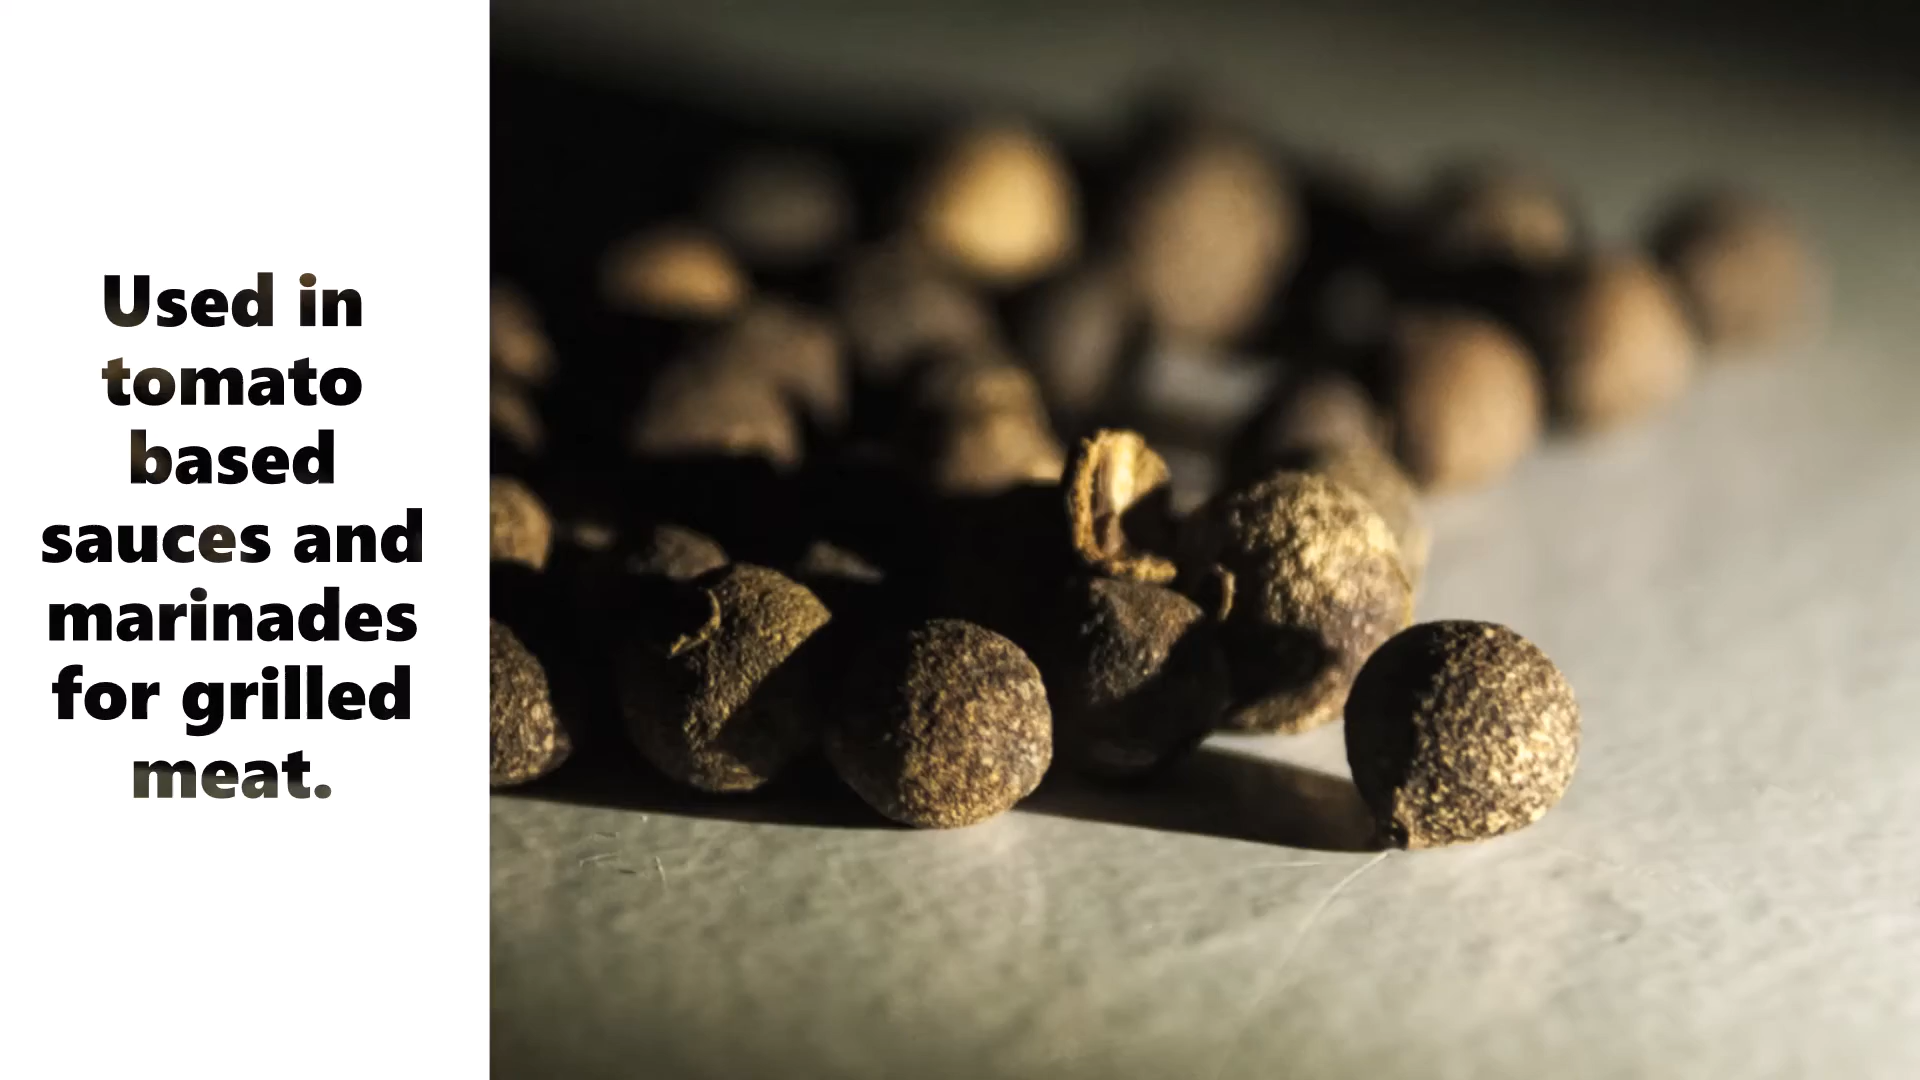 Used in
tomato
based
sauces and
marinades
for grilled
meat.